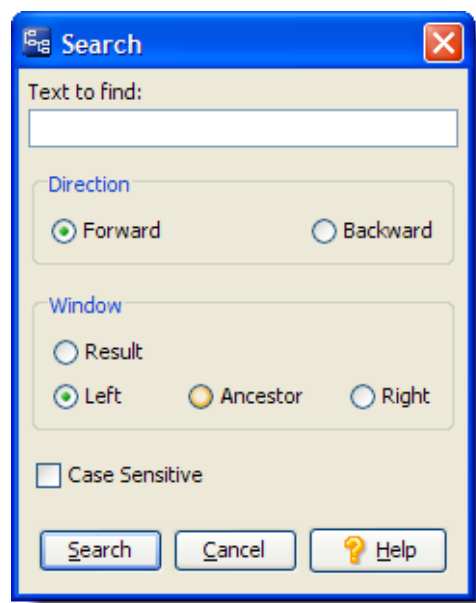 Search
Text to find:
Direction
Forward Backward
Window
Result
Left Ancestor Right
Case Sensitive
Search Cancel Help